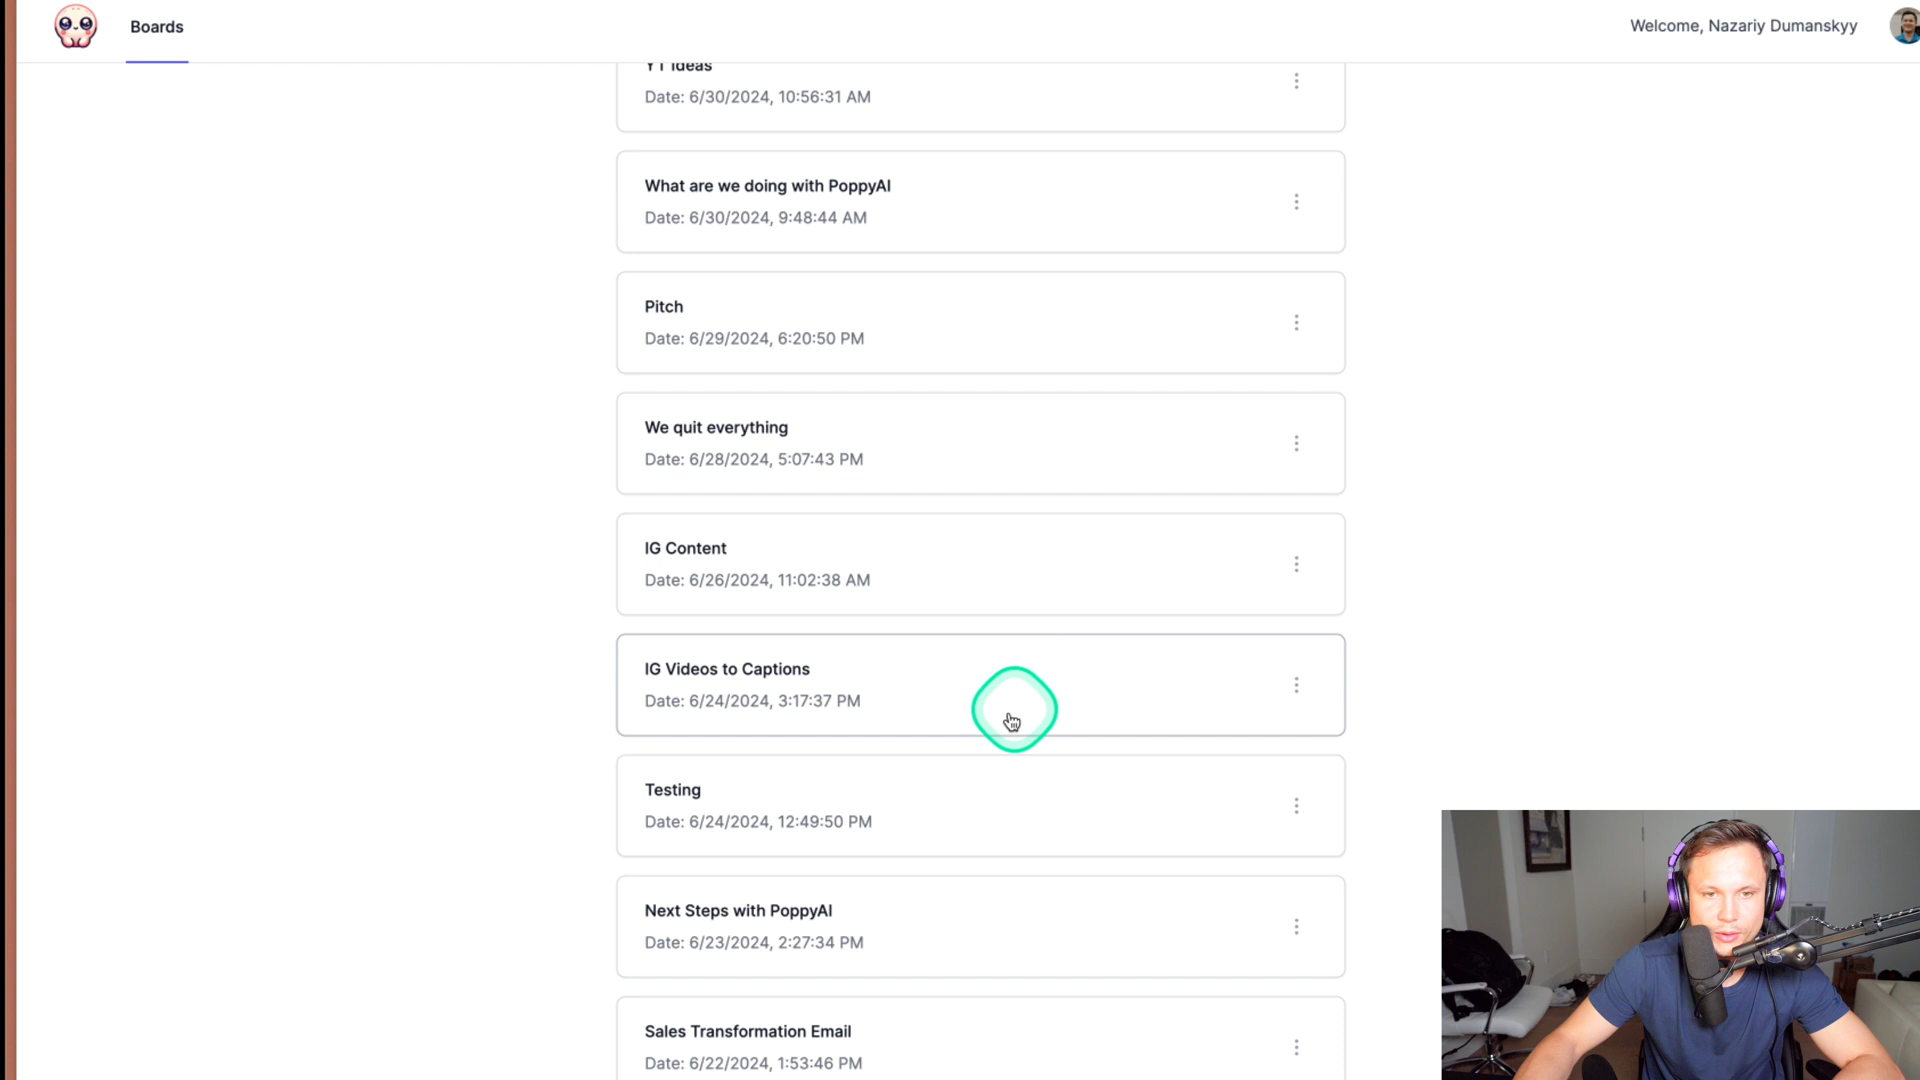 Boards
Welcome, Nazariy Dumanskyy
YT Ideas
Date: 6/30/2024, 10:56:31 AM
What are we doing with PoppyAI
Date: 6/30/2024, 9:48:44 AM
Pitch
Date: 6/29/2024, 6:20:50 PM
We quit everything
Date: 6/28/2024, 5:07:43 PM
IG Content
Date: 6/26/2024, 11:02:38 AM
IG Videos to Captions
Date: 6/24/2024, 3:17:37 PM
Testing
Date: 6/24/2024, 12:49:50 PM
Next Steps with PoppyAI
Date: 6/23/2024, 2:27:34 PM
Sales Transformation Email
Date: 6/22/2024, 1:53:46 PM